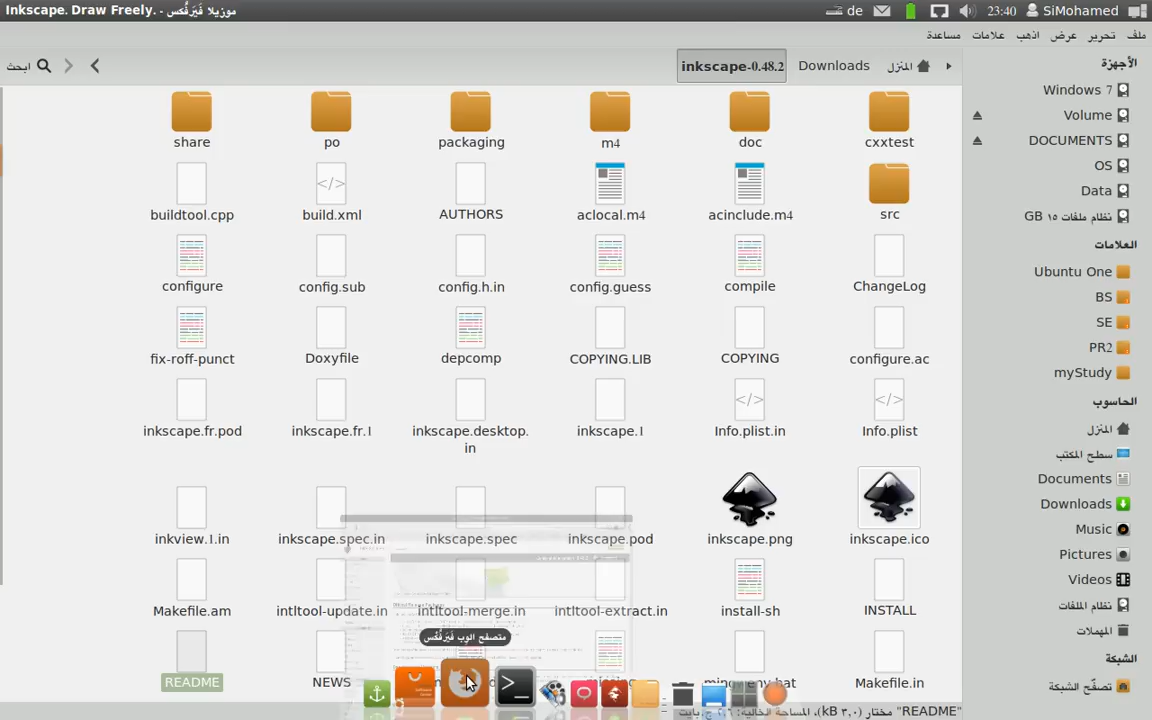 Inkscape. Draw Freely. - موزيلا فَيَرفُكس
de
23:40
SiMohamed
ملف
تحرير
عرض
اذهب
علامات
مساعدة
المنزل
Downloads
inkscape-0.48.2
ابحث
الأجهزة
Windows 7
Volume
DOCUMENTS
OS
Data
نظام ملفات ١٥ GB
العلامات
Ubuntu One
BS
SE
PR2
myStudy
الحاسوب
المنزل
سطح المكتب
Documents
Downloads
Music
Pictures
Videos
نظام الملفات
المهملات
الشبكة
تصفّح الشبكة
share
po
packaging
m4
doc
cxxtest
buildtool.cpp
build.xml
AUTHORS
aclocal.m4
acinclude.m4
src
configure
config.sub
config.h.in
config.guess
compile
ChangeLog
fix-roff-punct
Doxyfile
depcomp
COPYING.LIB
COPYING
configure.ac
inkscape.fr.pod
inkscape.fr.1
inkscape.desktop.
in
inkscape.1
Info.plist.in
Info.plist
inkview.1.in
inkscape.spec.in
inkscape.spec
inkscape.pod
inkscape.png
inkscape.ico
Makefile.am
intltool-update.in
intltool-merge.in
intltool-extract.in
install-sh
INSTALL
متصفح الوب فَيَرفُكس
README
NEWS
Makefile.in
"README" مختار (٣,٠ kB)، المساحة الخالية: